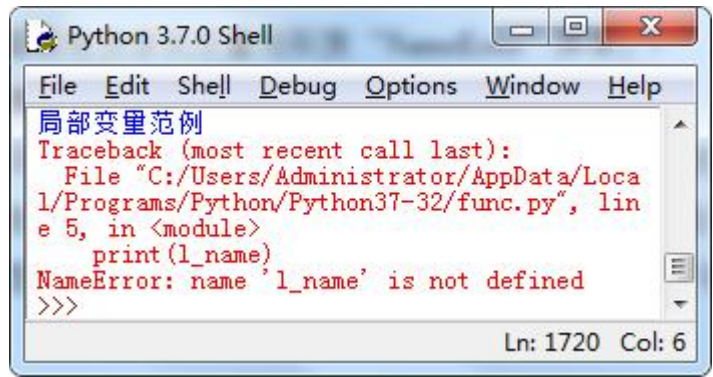 Python 3.7.0 Shell
File Edit Shell Debug Options Window Help
局部变量范例
Traceback (most recent call last):
  File "C:/Users/Administrator/AppData/Loca
l/Programs/Python/Python37-32/func.py", lin
e 5, in <module>
    print(l_name)
NameError: name 'l_name' is not defined
>>>
Ln: 1720 Col: 6